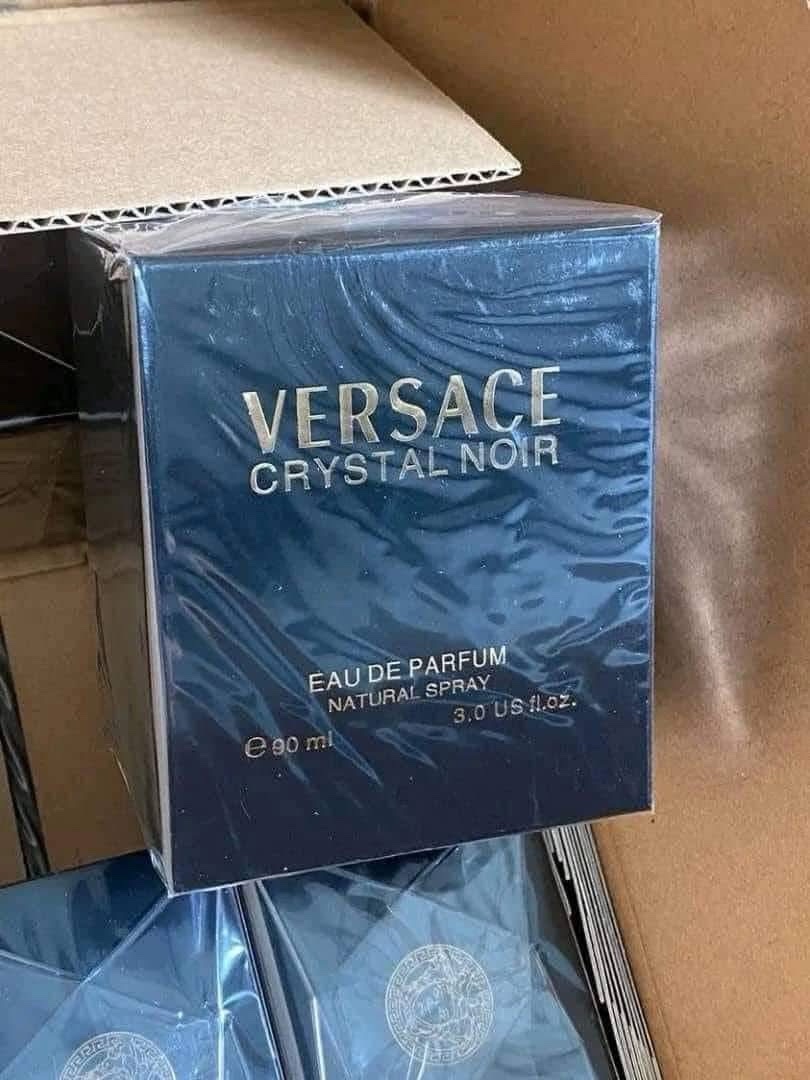 VERSACE
CRYSTAL NOIR
EAU DE PARFUM
NATURAL SPRAY
℮ 90 ml 3.0 US fl.oz.